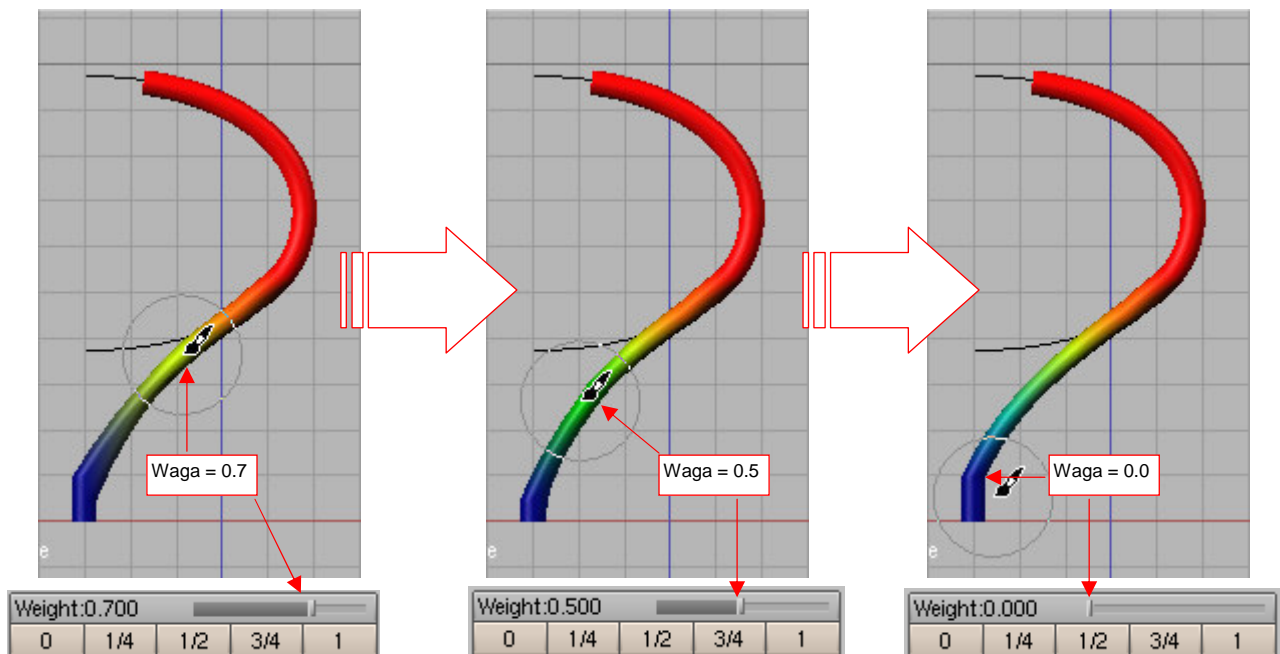 Waga = 0.7
Waga = 0.5
Waga = 0.0
e
e
e
Weight:0.700
0 1/4 1/2 3/4 1
Weight:0.500
0 1/4 1/2 3/4 1
Weight:0.000
0 1/4 1/2 3/4 1